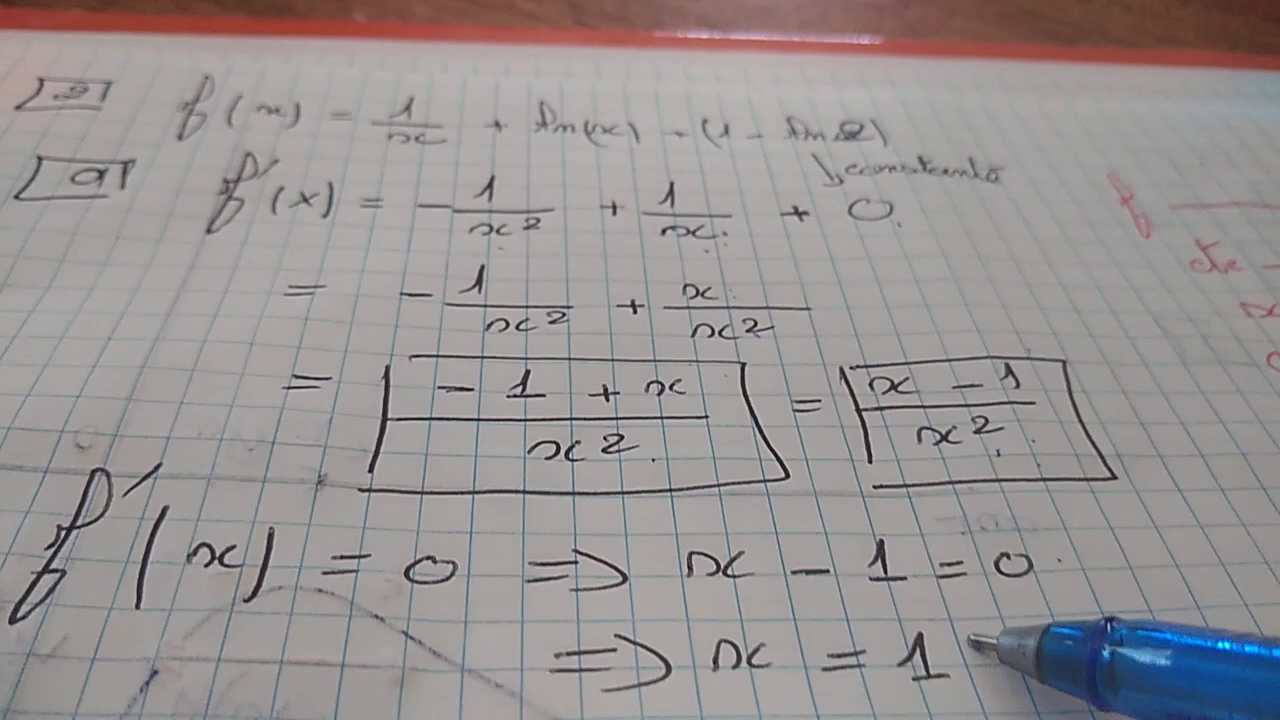 2) f(x) = 1/x + ln(x) - (1 - ln 2)
↳ constante
a) f'(x) = - 1/x² + 1/x + 0.
= - 1/x² + x/x²
= (- 1 + x)/x² = (x - 1)/x²
f'(x) = 0 => x - 1 = 0
=> x = 1
f
de
x